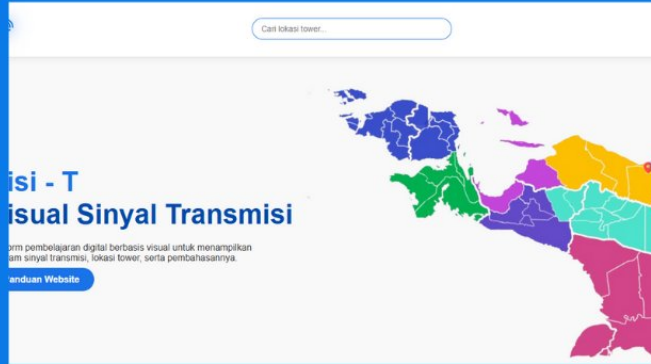 Cari lokasi tower...
isi - T
isual Sinyal Transmisi
orm pembelajaran digital berbasis visual untuk menampilkan
am sinyal transmisi, lokasi tower, serta pembahasannya.
anduan Website